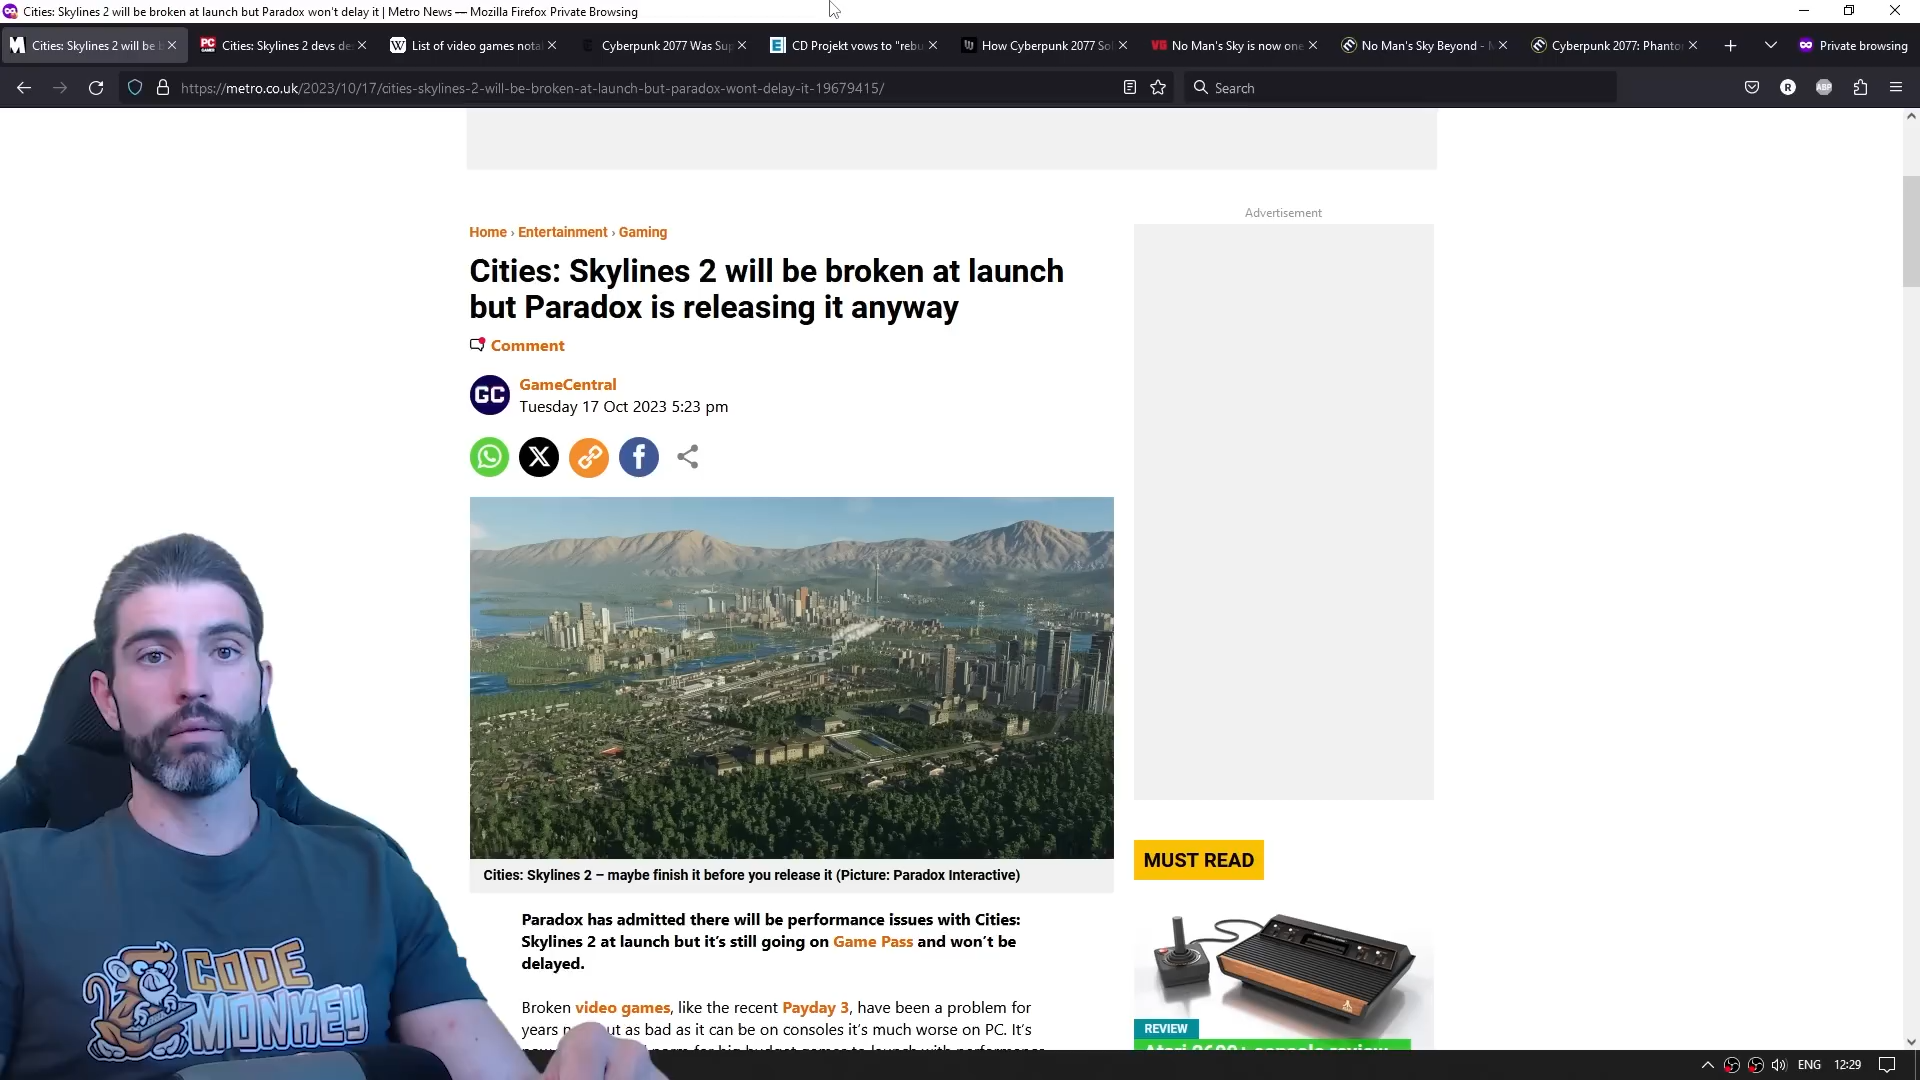 Cities: Skylines 2 will be broken at launch but Paradox won't delay it | Metro News — Mozilla Firefox Private Browsing
Cities: Skylines 2 will be b
Cities: Skylines 2 devs de
List of video games notal
Cyberpunk 2077 Was Sup
CD Projekt vows to "rebu
How Cyberpunk 2077 Sol
No Man's Sky is now one
No Man's Sky Beyond - M
Cyberpunk 2077: Phanto
Private browsing
https://metro.co.uk/2023/10/17/cities-skylines-2-will-be-broken-at-launch-but-paradox-wont-delay-it-19679415/
Search
Advertisement
Home › Entertainment › Gaming
Cities: Skylines 2 will be broken at launch
but Paradox is releasing it anyway
Comment
GC
GameCentral
Tuesday 17 Oct 2023 5:23 pm
Cities: Skylines 2 – maybe finish it before you release it (Picture: Paradox Interactive)
MUST READ
Paradox has admitted there will be performance issues with Cities:
Skylines 2 at launch but it's still going on Game Pass and won't be
delayed.
Broken video games, like the recent Payday 3, have been a problem for
years out as bad as it can be on consoles it's much worse on PC. It's
REVIEW
CODE
MONKEY
ENG
12:29